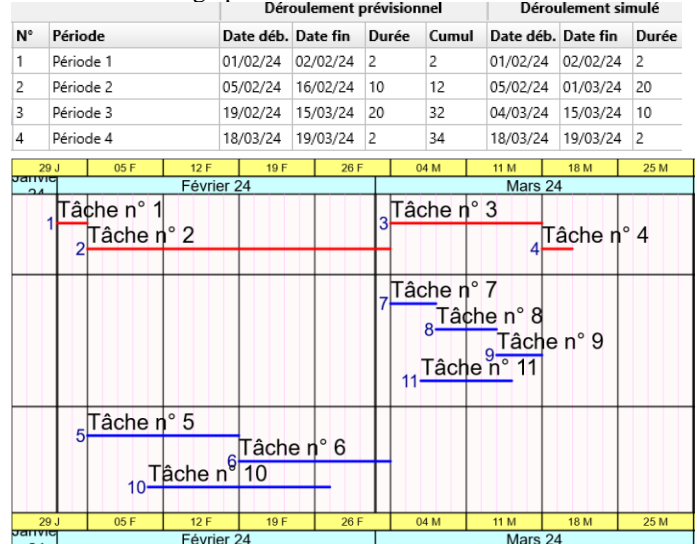 Déroulement prévisionnel Déroulement simulé
N° Période Date déb. Date fin Durée Cumul Date déb. Date fin Durée
1 Période 1 01/02/24 02/02/24 2 2 01/02/24 02/02/24 2
2 Période 2 05/02/24 16/02/24 10 12 05/02/24 01/03/24 20
3 Période 3 19/02/24 15/03/24 20 32 04/03/24 15/03/24 10
4 Période 4 18/03/24 19/03/24 2 34 18/03/24 19/03/24 2
29 J 05 F 12 F 19 F 26 F 04 M 11 M 18 M 25 M
Janvie Février 24 Mars 24
24
1 Tâche n° 1 3 Tâche n° 3
2 Tâche n° 2 4 Tâche n° 4
7 Tâche n° 7
8 Tâche n° 8
9 Tâche n° 9
11 Tâche n° 11
5 Tâche n° 5
6 Tâche n° 6
10 Tâche n° 10
29 J 05 F 12 F 19 F 26 F 04 M 11 M 18 M 25 M
Janvie Février 24 Mars 24